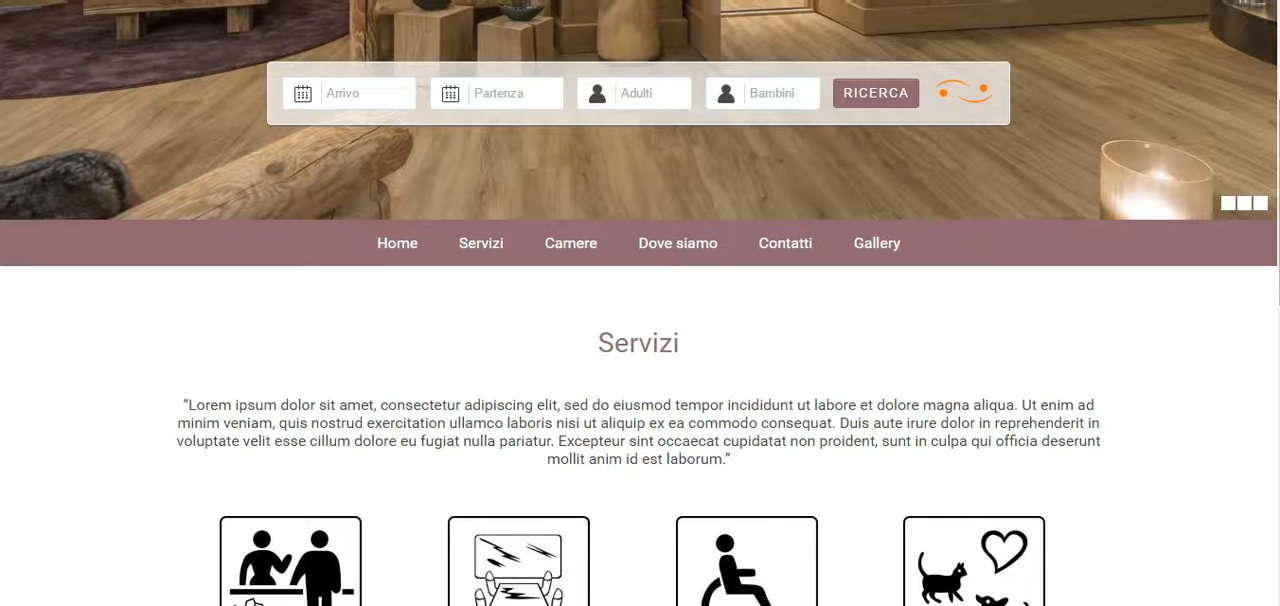 Arrivo Partenza Adulti Bambini RICERCA
Home Servizi Camere Dove siamo Contatti Gallery
Servizi
“Lorem ipsum dolor sit amet, consectetur adipiscing elit, sed do eiusmod tempor incididunt ut labore et dolore magna aliqua. Ut enim ad
minim veniam, quis nostrud exercitation ullamco laboris nisi ut aliquip ex ea commodo consequat. Duis aute irure dolor in reprehenderit in
voluptate velit esse cillum dolore eu fugiat nulla pariatur. Excepteur sint occaecat cupidatat non proident, sunt in culpa qui officia deserunt
mollit anim id est laborum.”